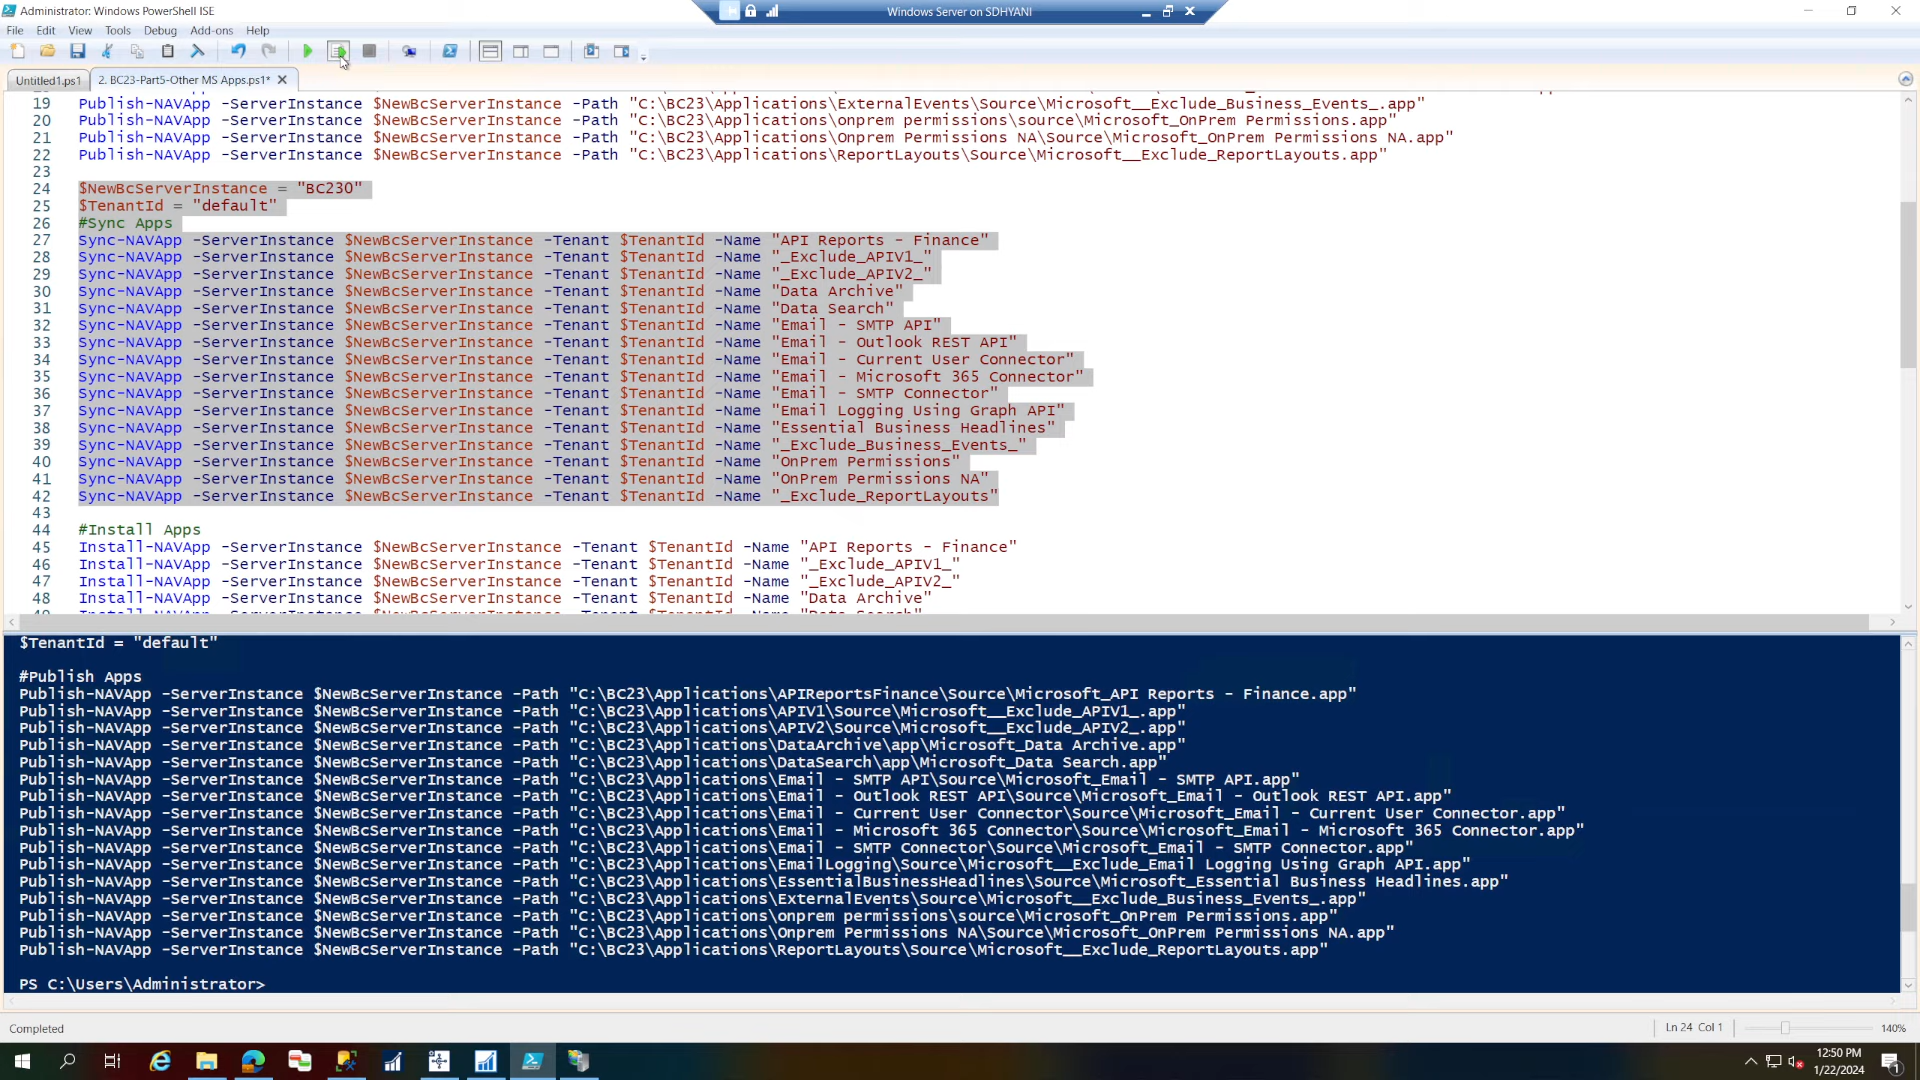 Administrator: Windows PowerShell ISE
Windows Server on SDHYANI
File Edit View Tools Debug Add-ons Help
Untitled1.ps1 2. BC23-Part5-Other MS Apps.ps1*
19 Publish-NAVApp -ServerInstance $NewBcServerInstance -Path "C:\BC23\Applications\ExternalEvents\Source\Microsoft__Exclude_Business_Events_.app"
20 Publish-NAVApp -ServerInstance $NewBcServerInstance -Path "C:\BC23\Applications\onprem permissions\source\Microsoft_OnPrem Permissions.app"
21 Publish-NAVApp -ServerInstance $NewBcServerInstance -Path "C:\BC23\Applications\Onprem Permissions NA\Source\Microsoft_OnPrem Permissions NA.app"
22 Publish-NAVApp -ServerInstance $NewBcServerInstance -Path "C:\BC23\Applications\ReportLayouts\Source\Microsoft__Exclude_ReportLayouts.app"
23
24 $NewBcServerInstance = "BC230"
25 $TenantId = "default"
26 #Sync Apps
27 Sync-NAVApp -ServerInstance $NewBcServerInstance -Tenant $TenantId -Name "API Reports - Finance"
28 Sync-NAVApp -ServerInstance $NewBcServerInstance -Tenant $TenantId -Name "_Exclude_APIV1_"
29 Sync-NAVApp -ServerInstance $NewBcServerInstance -Tenant $TenantId -Name "_Exclude_APIV2_"
30 Sync-NAVApp -ServerInstance $NewBcServerInstance -Tenant $TenantId -Name "Data Archive"
31 Sync-NAVApp -ServerInstance $NewBcServerInstance -Tenant $TenantId -Name "Data Search"
32 Sync-NAVApp -ServerInstance $NewBcServerInstance -Tenant $TenantId -Name "Email - SMTP API"
33 Sync-NAVApp -ServerInstance $NewBcServerInstance -Tenant $TenantId -Name "Email - Outlook REST API"
34 Sync-NAVApp -ServerInstance $NewBcServerInstance -Tenant $TenantId -Name "Email - Current User Connector"
35 Sync-NAVApp -ServerInstance $NewBcServerInstance -Tenant $TenantId -Name "Email - Microsoft 365 Connector"
36 Sync-NAVApp -ServerInstance $NewBcServerInstance -Tenant $TenantId -Name "Email - SMTP Connector"
37 Sync-NAVApp -ServerInstance $NewBcServerInstance -Tenant $TenantId -Name "Email Logging Using Graph API"
38 Sync-NAVApp -ServerInstance $NewBcServerInstance -Tenant $TenantId -Name "Essential Business Headlines"
39 Sync-NAVApp -ServerInstance $NewBcServerInstance -Tenant $TenantId -Name "_Exclude_Business_Events_"
40 Sync-NAVApp -ServerInstance $NewBcServerInstance -Tenant $TenantId -Name "OnPrem Permissions"
41 Sync-NAVApp -ServerInstance $NewBcServerInstance -Tenant $TenantId -Name "OnPrem Permissions NA"
42 Sync-NAVApp -ServerInstance $NewBcServerInstance -Tenant $TenantId -Name "_Exclude_ReportLayouts"
43
44 #Install Apps
45 Install-NAVApp -ServerInstance $NewBcServerInstance -Tenant $TenantId -Name "API Reports - Finance"
46 Install-NAVApp -ServerInstance $NewBcServerInstance -Tenant $TenantId -Name "_Exclude_APIV1_"
47 Install-NAVApp -ServerInstance $NewBcServerInstance -Tenant $TenantId -Name "_Exclude_APIV2_"
48 Install-NAVApp -ServerInstance $NewBcServerInstance -Tenant $TenantId -Name "Data Archive"
$TenantId = "default"
#Publish Apps
Publish-NAVApp -ServerInstance $NewBcServerInstance -Path "C:\BC23\Applications\APIReportsFinance\Source\Microsoft_API Reports - Finance.app"
Publish-NAVApp -ServerInstance $NewBcServerInstance -Path "C:\BC23\Applications\APIV1\Source\Microsoft__Exclude_APIV1_.app"
Publish-NAVApp -ServerInstance $NewBcServerInstance -Path "C:\BC23\Applications\APIV2\Source\Microsoft__Exclude_APIV2_.app"
Publish-NAVApp -ServerInstance $NewBcServerInstance -Path "C:\BC23\Applications\DataArchive\app\Microsoft_Data Archive.app"
Publish-NAVApp -ServerInstance $NewBcServerInstance -Path "C:\BC23\Applications\DataSearch\app\Microsoft_Data Search.app"
Publish-NAVApp -ServerInstance $NewBcServerInstance -Path "C:\BC23\Applications\Email - SMTP API\Source\Microsoft_Email - SMTP API.app"
Publish-NAVApp -ServerInstance $NewBcServerInstance -Path "C:\BC23\Applications\Email - Outlook REST API\Source\Microsoft_Email - Outlook REST API.app"
Publish-NAVApp -ServerInstance $NewBcServerInstance -Path "C:\BC23\Applications\Email - Current User Connector\Source\Microsoft_Email - Current User Connector.app"
Publish-NAVApp -ServerInstance $NewBcServerInstance -Path "C:\BC23\Applications\Email - Microsoft 365 Connector\Source\Microsoft_Email - Microsoft 365 Connector.app"
Publish-NAVApp -ServerInstance $NewBcServerInstance -Path "C:\BC23\Applications\Email - SMTP Connector\Source\Microsoft_Email - SMTP Connector.app"
Publish-NAVApp -ServerInstance $NewBcServerInstance -Path "C:\BC23\Applications\EmailLogging\Source\Microsoft__Exclude_Email Logging Using Graph API.app"
Publish-NAVApp -ServerInstance $NewBcServerInstance -Path "C:\BC23\Applications\EssentialBusinessHeadlines\Source\Microsoft_Essential Business Headlines.app"
Publish-NAVApp -ServerInstance $NewBcServerInstance -Path "C:\BC23\Applications\ExternalEvents\Source\Microsoft__Exclude_Business_Events_.app"
Publish-NAVApp -ServerInstance $NewBcServerInstance -Path "C:\BC23\Applications\onprem permissions\source\Microsoft_OnPrem Permissions.app"
Publish-NAVApp -ServerInstance $NewBcServerInstance -Path "C:\BC23\Applications\Onprem Permissions NA\Source\Microsoft_OnPrem Permissions NA.app"
Publish-NAVApp -ServerInstance $NewBcServerInstance -Path "C:\BC23\Applications\ReportLayouts\Source\Microsoft__Exclude_ReportLayouts.app"
PS C:\Users\Administrator>
Completed
Ln 24 Col 1
140%
12:50 PM
1/22/2024